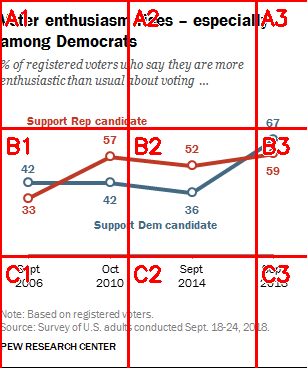 Voter enthusiasm rises – especially
among Democrats
% of registered voters who say they are more
enthusiastic than usual about voting ...
A1 A2 A3
Support Rep candidate
67
B1 57 B2 52 B3
42
59
42
33 36
Support Dem candidate
C1 C2 C3
Sept Oct Sept
2006 2010 2014 2018
Note: Based on registered voters.
Source: Survey of U.S. adults conducted Sept. 18-24, 2018.
PEW RESEARCH CENTER